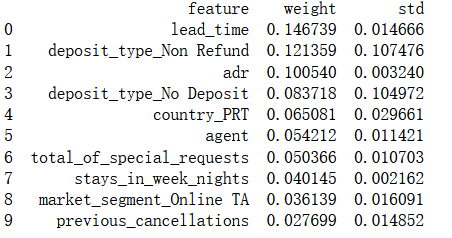 feature weight std
0 lead_time 0.146739 0.014666
1 deposit_type_Non Refund 0.121359 0.107476
2 adr 0.100540 0.003240
3 deposit_type_No Deposit 0.083718 0.104972
4 country_PRT 0.065081 0.029661
5 agent 0.054212 0.011421
6 total_of_special_requests 0.050366 0.010703
7 stays_in_week_nights 0.040145 0.002162
8 market_segment_Online TA 0.036139 0.016091
9 previous_cancellations 0.027699 0.014852